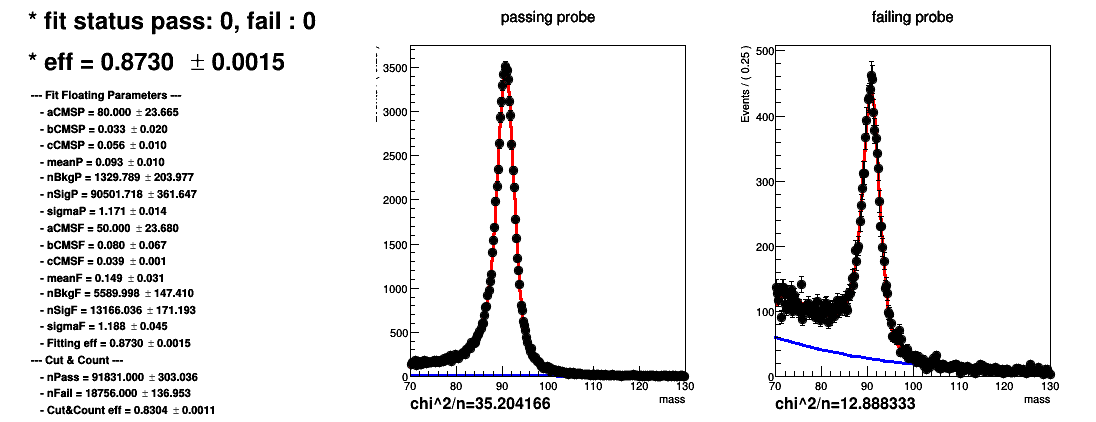 * fit status pass: 0, fail : 0
* eff = 0.8730 ± 0.0015
--- Fit Floating Parameters ---
- aCMSP = 80.000 ± 23.665
- bCMSP = 0.033 ± 0.020
- cCMSP = 0.056 ± 0.010
- meanP = 0.093 ± 0.010
- nBkgP = 1329.789 ± 203.977
- nSigP = 90501.718 ± 361.647
- sigmaP = 1.171 ± 0.014
- aCMSF = 50.000 ± 23.680
- bCMSF = 0.080 ± 0.067
- cCMSF = 0.039 ± 0.001
- meanF = 0.149 ± 0.031
- nBkgF = 5589.998 ± 147.410
- nSigF = 13166.036 ± 171.193
- sigmaF = 1.188 ± 0.045
- Fitting eff = 0.8730 ± 0.0015
--- Cut & Count ---
- nPass = 91831.000 ± 303.036
- nFail = 18756.000 ± 136.953
- Cut&Count eff = 0.8304 ± 0.0011
passing probe
3500
3000
2500
2000
1500
1000
500
0
70 80 90 100 110 120 130
mass
chi^2/n=35.204166
failing probe
Events / ( 0.25 )
500
400
300
200
100
0
70 80 90 100 110 120 130
mass
chi^2/n=12.888333